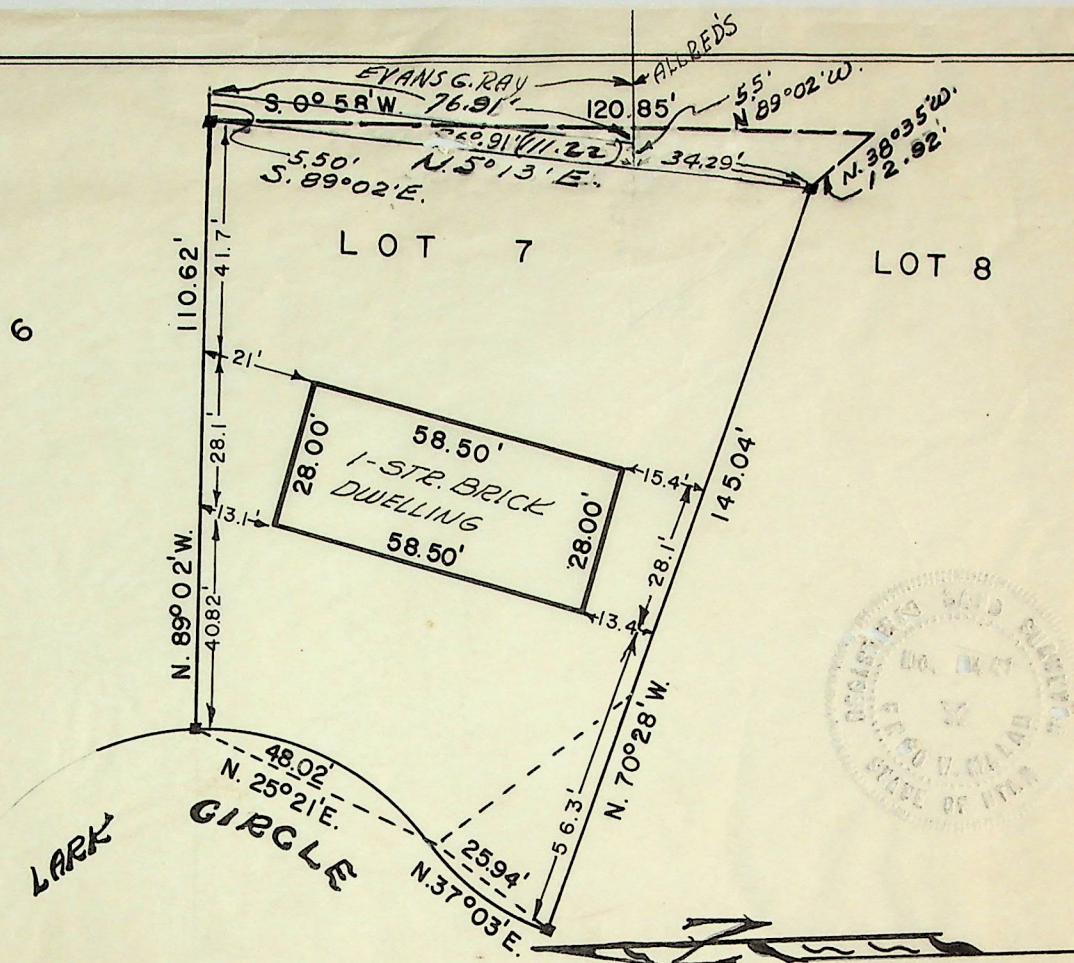 ALLRED'S
EVANS G. RAY
S. 0° 58' W. 76.91' 120.85' 5.5'
N 89°02' W.
(111.22) 34.29'
N. 5° 13' E.
N. 38°35' W.
12.92'
5.50'
S. 89°02' E.
LOT 7
LOT 8
6
110.62'
41.7'
21'
28.1'
58.50'
28.00'
1-STR. BRICK
DWELLING
58.50'
28.00'
15.4'
145.04'
28.1'
13.1'
13.4'
N. 89°02' W.
40.82'
N. 70°28' W.
56.3'
48.02'
N. 25°21' E.
25.94'
N. 37°03' E.
LARK CIRCLE
STATE OF